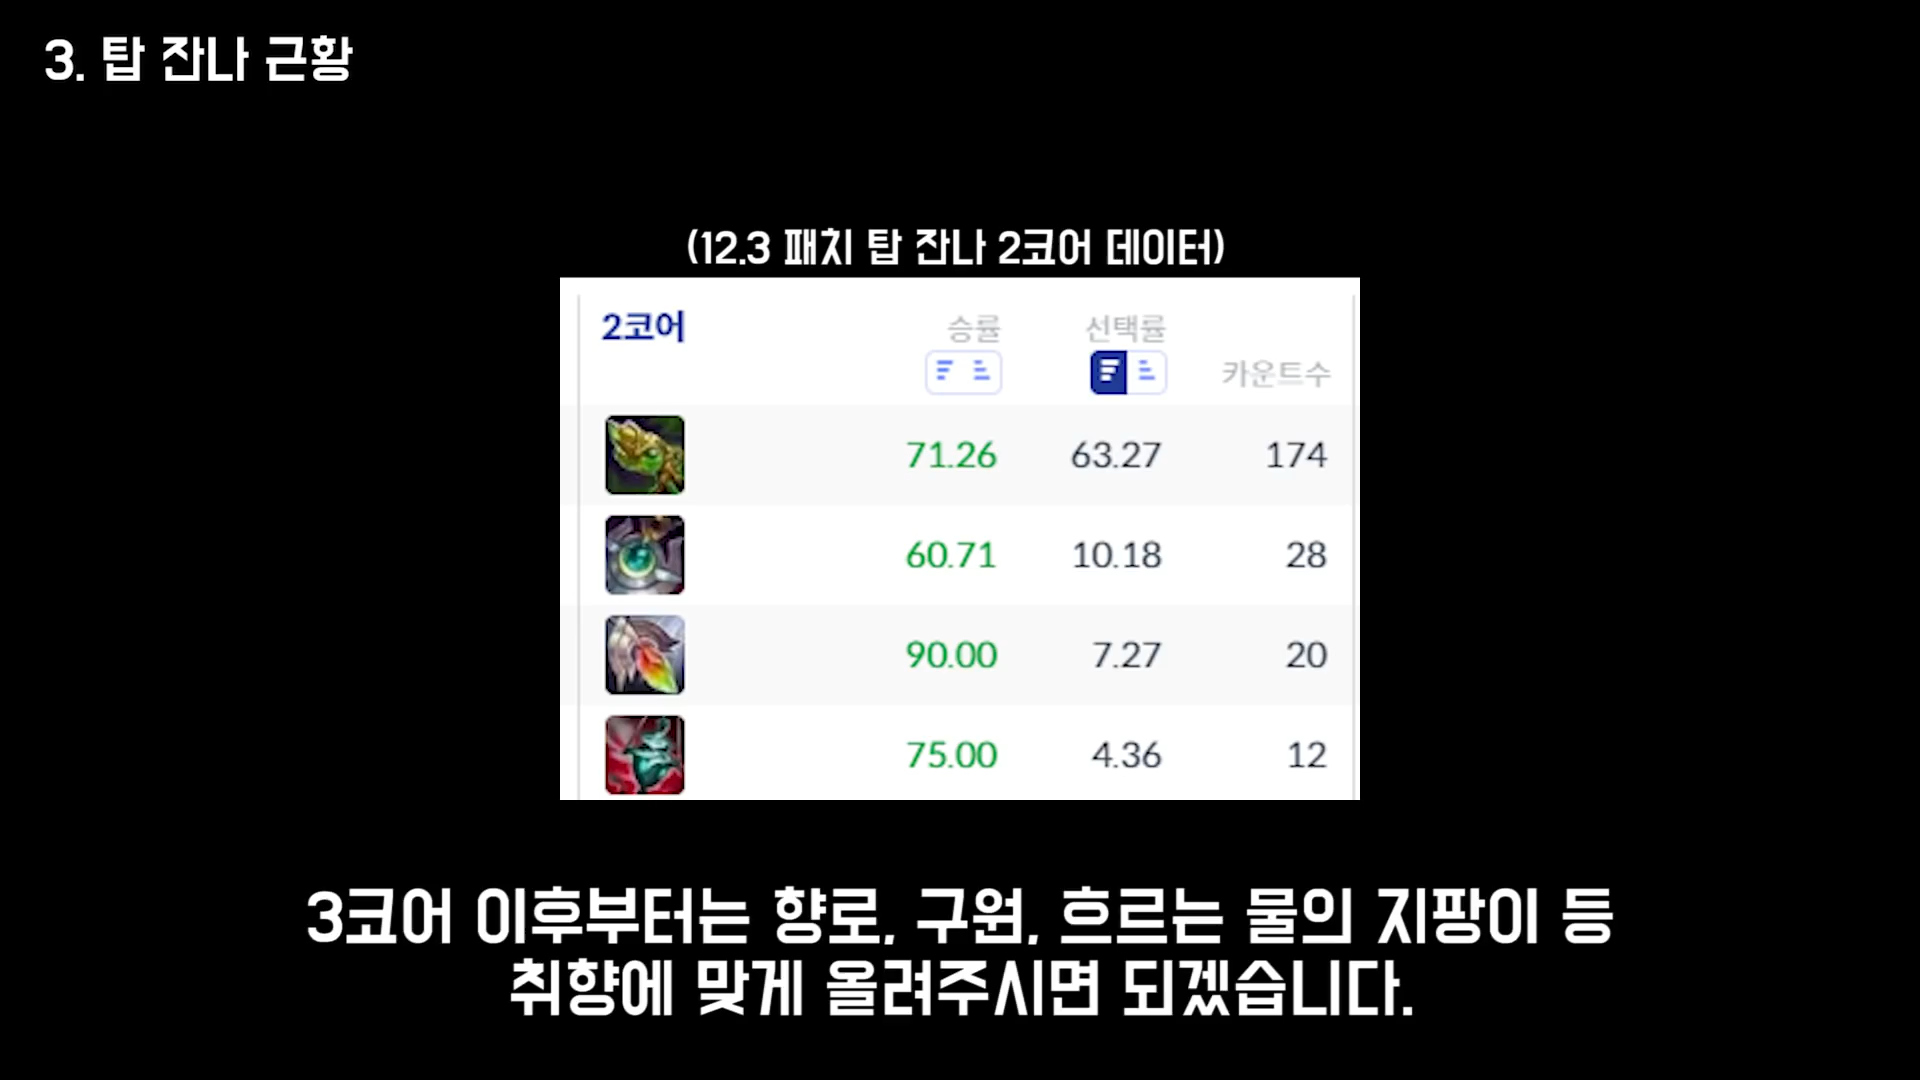 3. 탑 잔나 근황
(12.3 패치 탑 잔나 2코어 데이터)
2코어 승률 선택률 카운트수
71.26 63.27 174
60.71 10.18 28
90.00 7.27 20
75.00 4.36 12
3코어 이후부터는 향로, 구원, 흐르는 물의 지팡이 등
취향에 맞게 올려주시면 되겠습니다.